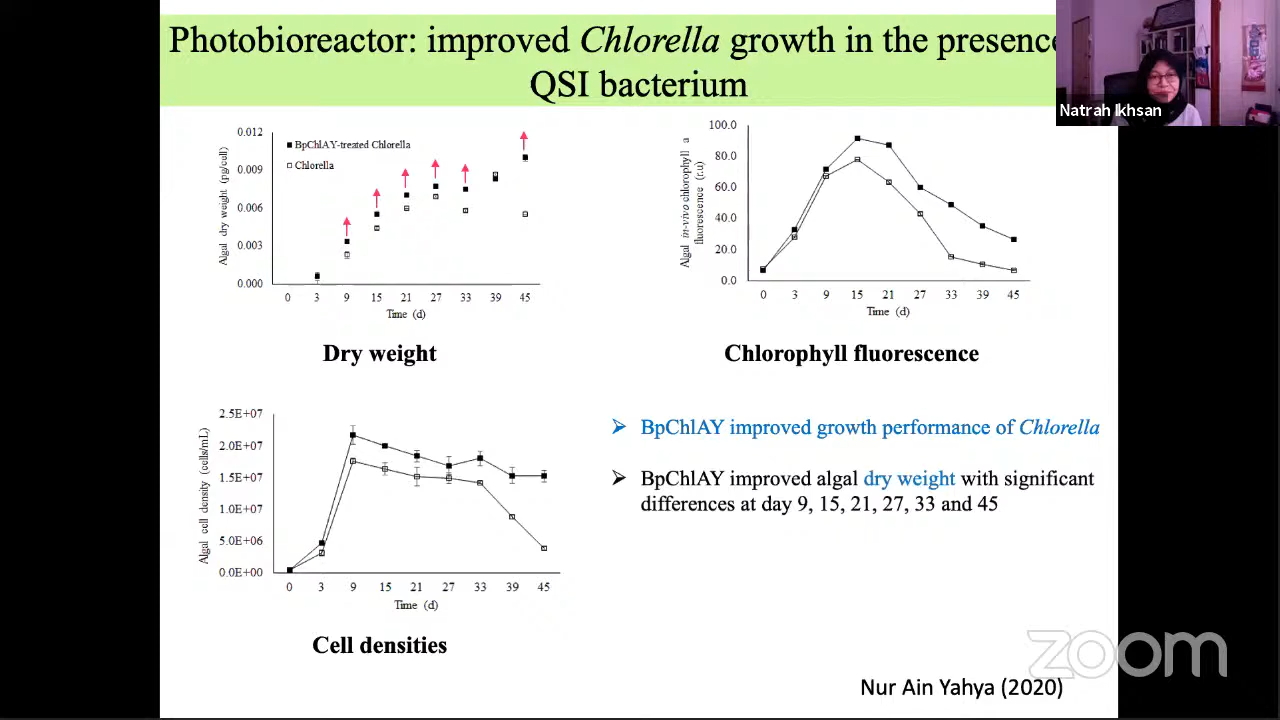 Photobioreactor: improved Chlorella growth in the presence
QSI bacterium
Natrah Ikhsan
Algal dry weight (pg/cell)
0.012
0.009
0.006
0.003
0.000
BpChlAY-treated Chlorella
Chlorella
0 3 9 15 21 27 33 39 45
Time (d)
Dry weight
Algal in-vivo chlorophyll a
fluorescence (r.u)
100.0
80.0
60.0
40.0
20.0
0.0
0 3 9 15 21 27 33 39 45
Time (d)
Chlorophyll fluorescence
Algal cell density (cells/mL)
2.5E+07
2.0E+07
1.5E+07
1.0E+07
5.0E+06
0.0E+00
0 3 9 15 21 27 33 39 45
Time (d)
Cell densities
BpChlAY improved growth performance of Chlorella
BpChlAY improved algal dry weight with significant
differences at day 9, 15, 21, 27, 33 and 45
zoom
Nur Ain Yahya (2020)